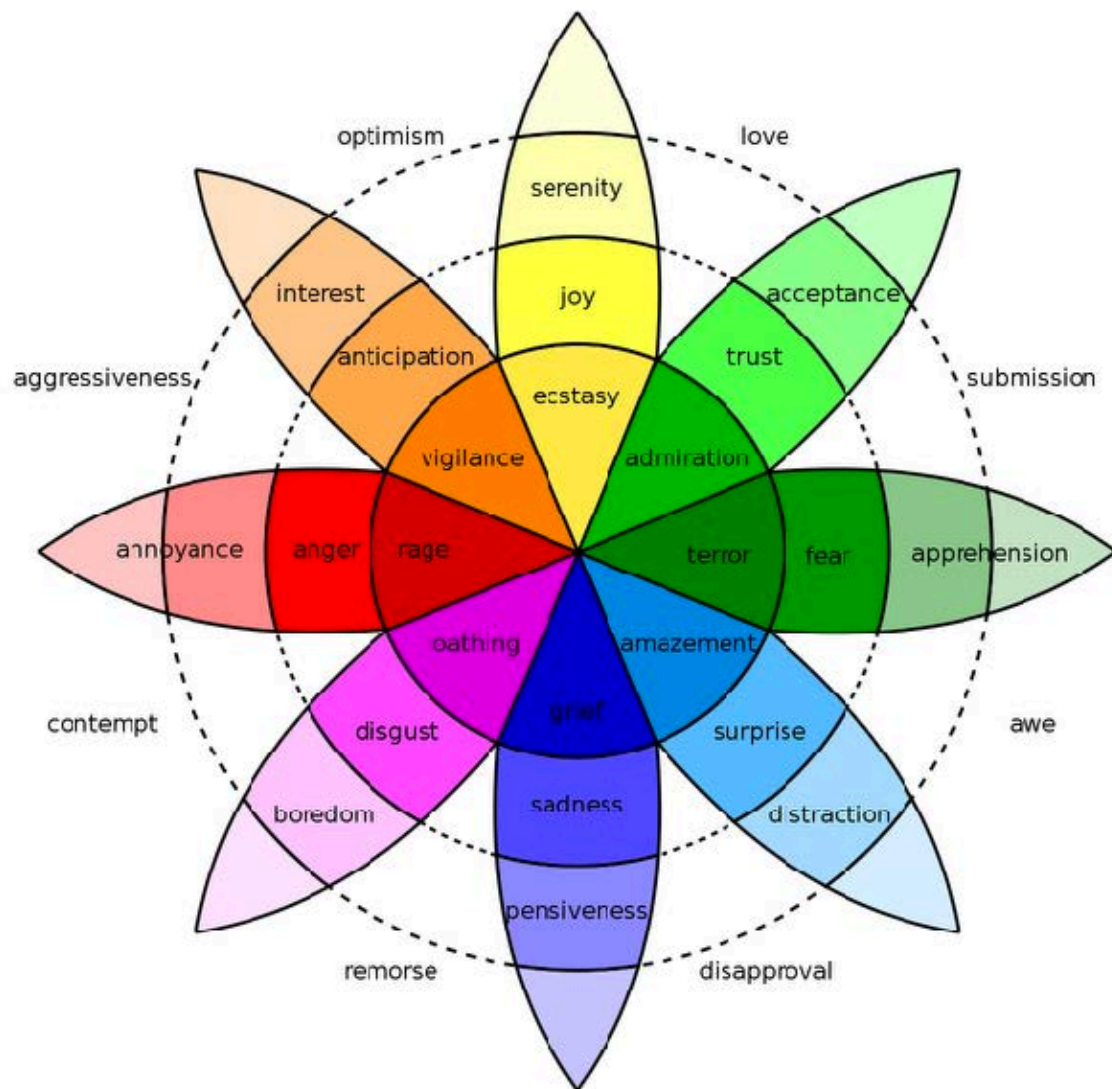 optimism
love
serenity
interest
joy
acceptance
anticipation
trust
aggressiveness
submission
ecstasy
vigilance
admiration
annoyance
anger
rage
terror
fear
apprehension
oathing
amazement
grief
contempt
disgust
surprise
awe
sadness
boredom
distraction
pensiveness
remorse
disapproval